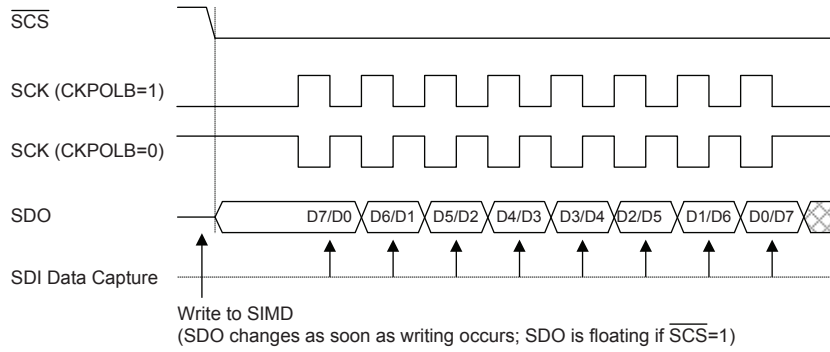 SCS
SCK (CKPOLB=1)
SCK (CKPOLB=0)
SDO D7/D0 D6/D1 D5/D2 D4/D3 D3/D4 D2/D5 D1/D6 D0/D7
SDI Data Capture
Write to SIMD
(SDO changes as soon as writing occurs; SDO is floating if SCS=1)